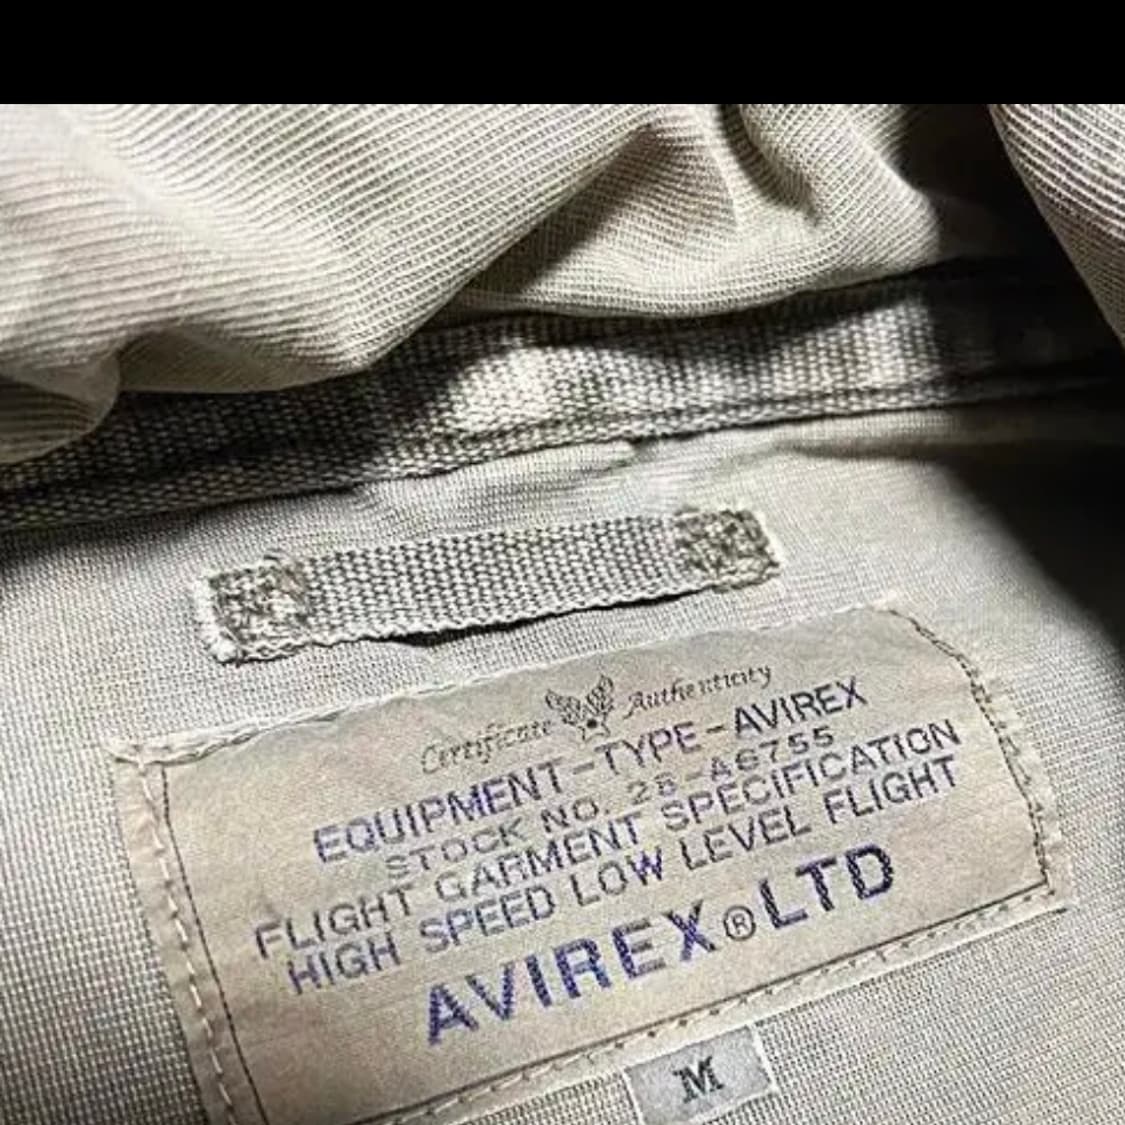 Certificate Authenticity
EQUIPMENT-TYPE-AVIREX
STOCK NO. 28-A6755
FLIGHT GARMENT SPECIFICATION
HIGH SPEED LOW LEVEL FLIGHT
AVIREX®LTD
M